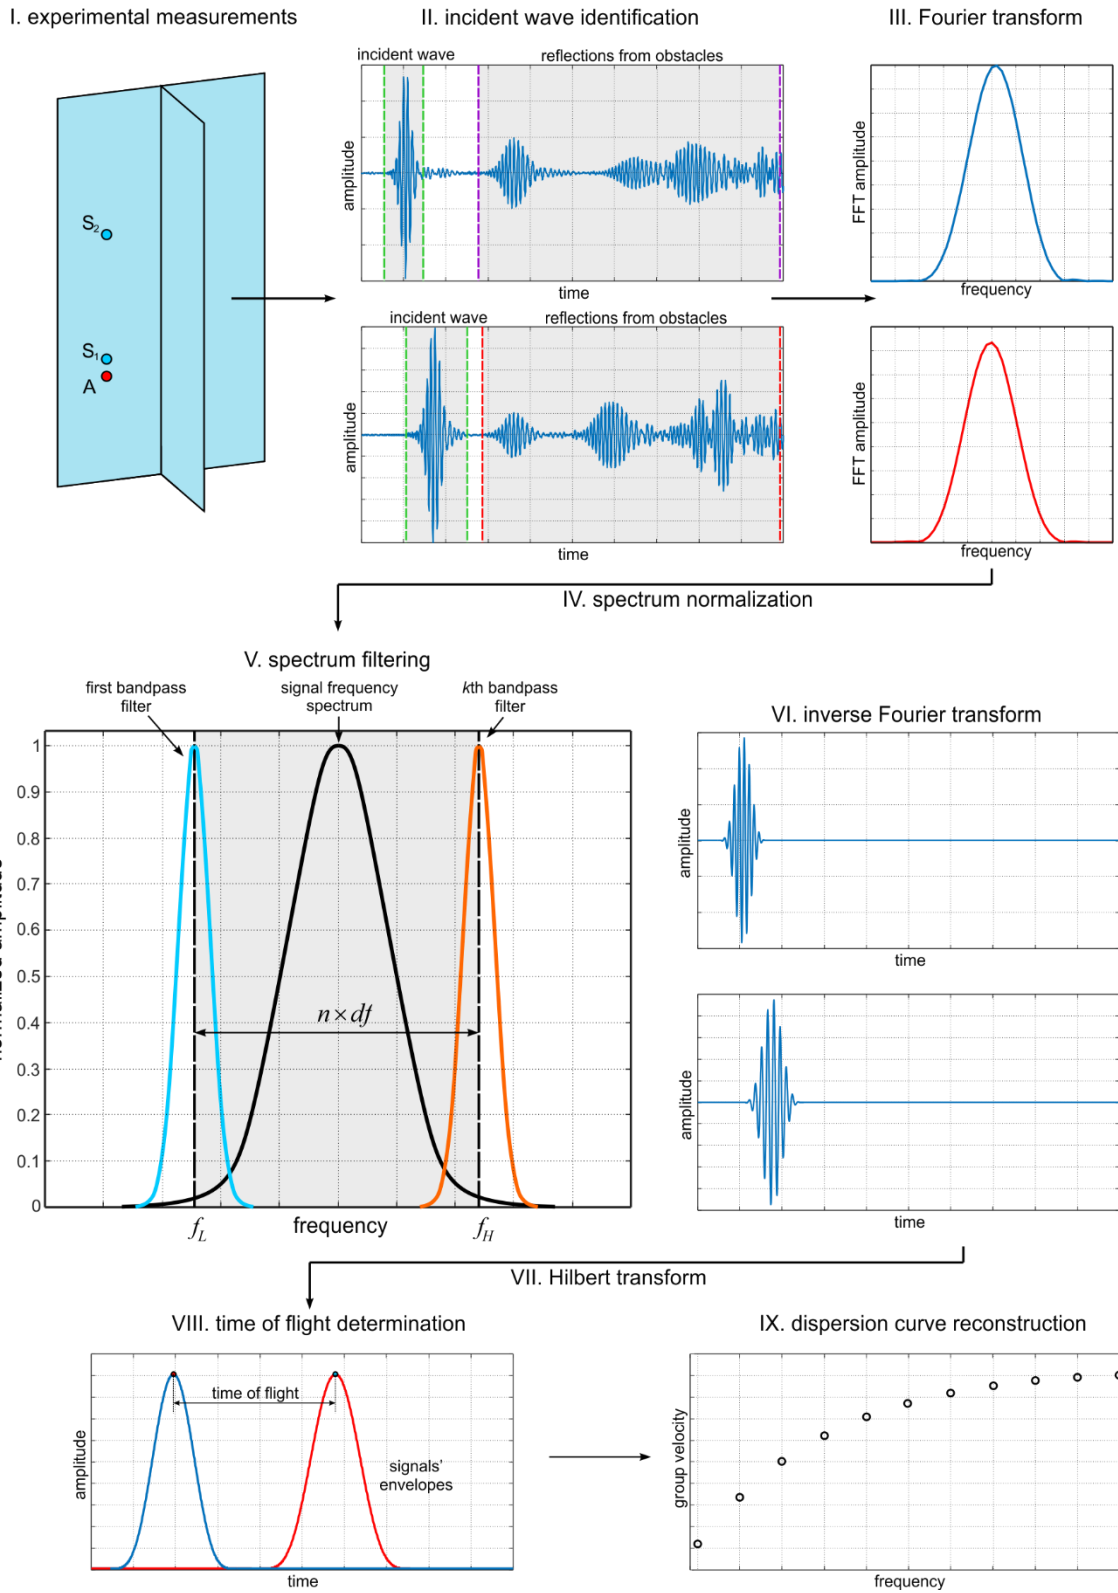 I. experimental measurements
II. incident wave identification
III. Fourier transform
S2
S1
A
incident wave
reflections from obstacles
amplitude
time
incident wave
reflections from obstacles
amplitude
time
FFT amplitude
frequency
FFT amplitude
frequency
IV. spectrum normalization
V. spectrum filtering
first bandpass
filter
signal frequency
spectrum
kth bandpass
filter
1
0.9
0.8
0.7
0.6
0.5
0.4
0.3
0.2
0.1
0
n×df
f_L
frequency
f_H
VI. inverse Fourier transform
amplitude
time
amplitude
time
VII. Hilbert transform
VIII. time of flight determination
time of flight
signals'
envelopes
amplitude
time
IX. dispersion curve reconstruction
group velocity
frequency